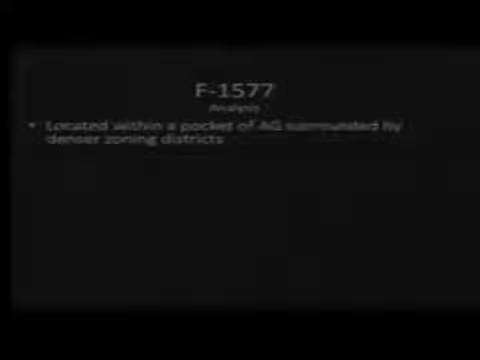 F-1577
Analysis
• Located within a pocket of AG surrounded by
denser zoning districts